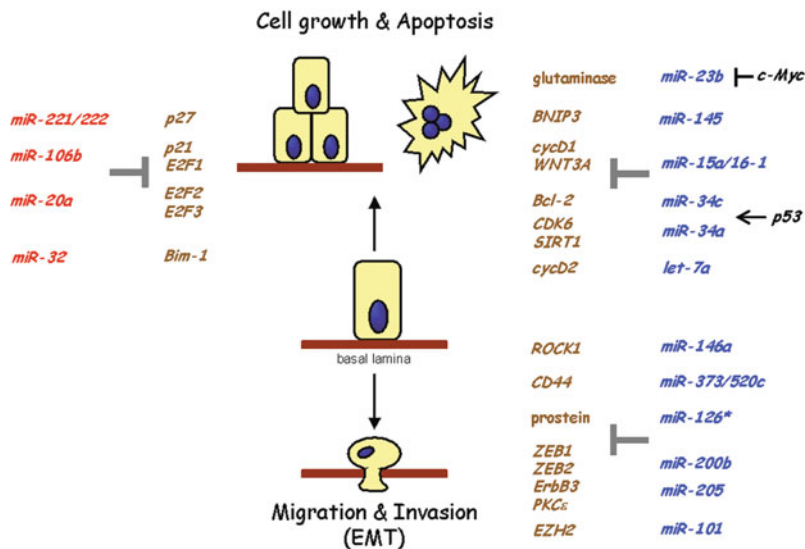 Cell growth & Apoptosis
miR-221/222
p27
miR-106b
p21
E2F1
miR-20a
E2F2
E2F3
miR-32
Bim-1
glutaminase
miR-23b
c-Myc
BNIP3
miR-145
cycD1
WNT3A
miR-15a/16-1
Bcl-2
miR-34c
CDK6
SIRT1
miR-34a
p53
cycD2
let-7a
basal lamina
ROCK1
miR-146a
CD44
miR-373/520c
prostein
miR-126*
ZEB1
ZEB2
miR-200b
ErbB3
PKCε
miR-205
EZH2
miR-101
Migration & Invasion
(EMT)